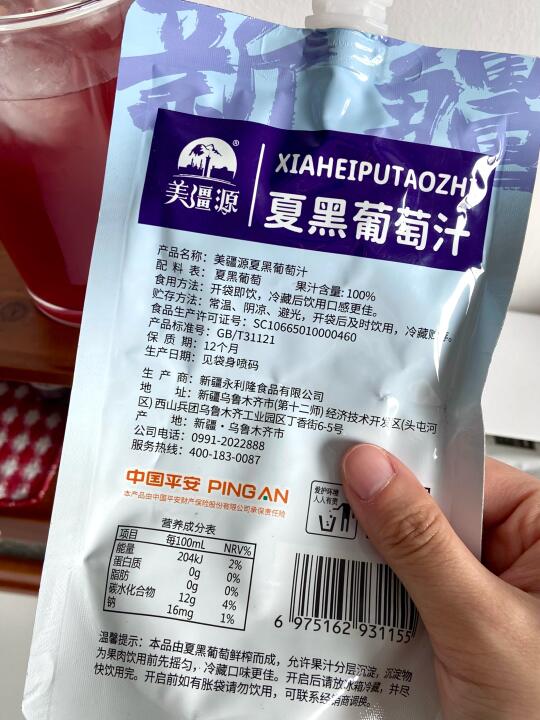 新疆
美疆源®
XIAHEIPUTAOZH
夏黑葡萄汁
产品名称：美疆源夏黑葡萄汁
配 料 表：夏黑葡萄 果汁含量：100%
食用方法：开袋即饮，冷藏后饮用口感更佳。
贮存方法：常温、阴凉、避光，开袋后及时饮用，冷藏贮存。
食品生产许可证号：SC10665010000460
产品标准号：GB/T31121
保 质 期：12个月
生产日期：见袋身喷码
生 产 商：新疆永利隆食品有限公司
地 址：新疆乌鲁木齐市(第十二师)经济技术开发区(头屯河
区)西山兵团乌鲁木齐工业园区丁香街6-5号
产 地：新疆·乌鲁木齐市
公司电话：0991-2022888
服务热线：400-183-0087
中国平安 PING AN
本产品由中国平安财产保险股份有限公司承保责任险
爱护环境
人人有责
营养成分表
项目 每100mL NRV%
能量 204kJ 2%
蛋白质 0g 0%
脂肪 0g 0%
碳水化合物 12g 4%
钠 16mg 1%
6 975162 931155
温馨提示：本品由夏黑葡萄鲜榨而成，允许果汁分层沉淀，沉淀物
为果肉饮用前先摇匀，冷藏口味更佳。开启后请放冰箱冷藏，并尽
快饮用完。开启前如有胀袋请勿饮用，可联系经销商调换。